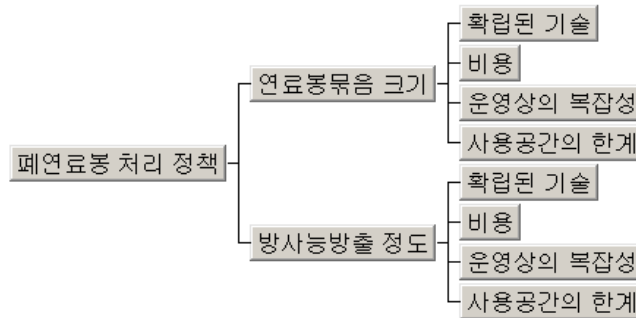 폐연료봉 처리 정책
연료봉묶음 크기
확립된 기술
비용
운영상의 복잡성
사용공간의 한계
방사능방출 정도
확립된 기술
비용
운영상의 복잡성
사용공간의 한계